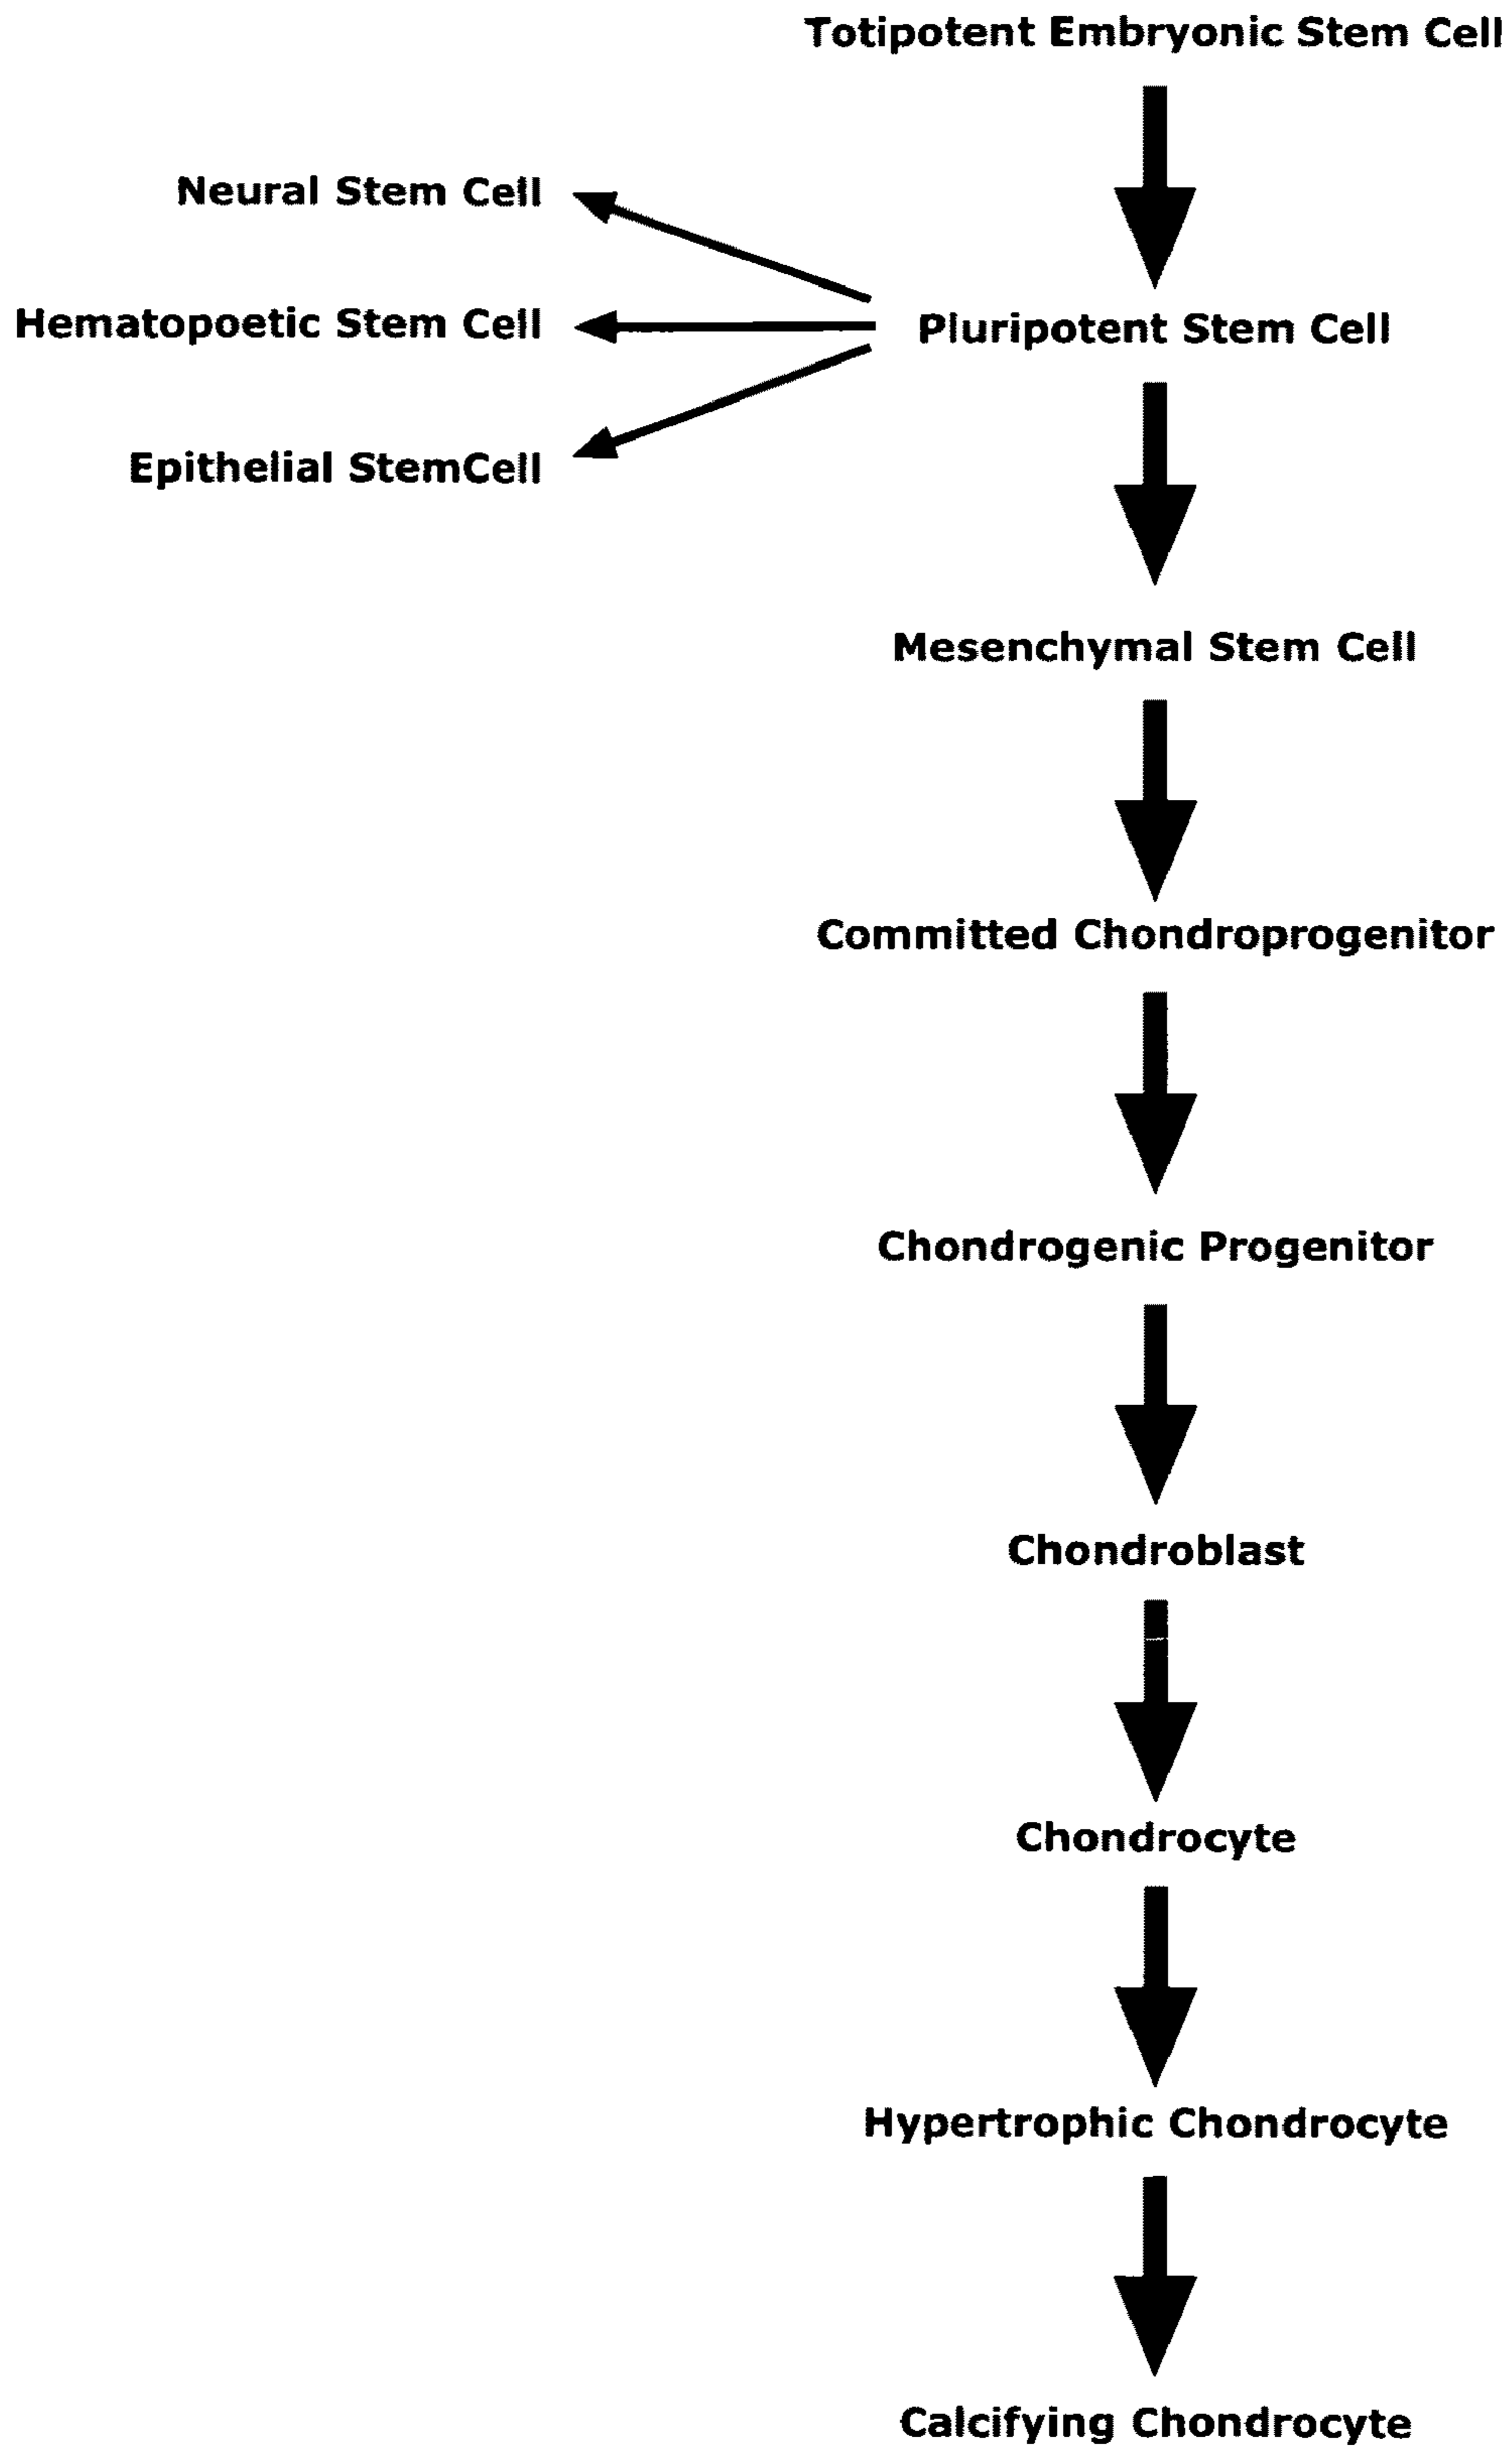 Totipotent Embryonic Stem Cell
Neural Stem Cell
Hematopoetic Stem Cell
Pluripotent Stem Cell
Epithelial StemCell
Mesenchymal Stem Cell
Committed Chondroprogenitor
Chondrogenic Progenitor
Chondroblast
Chondrocyte
Hypertrophic Chondrocyte
Calcifying Chondrocyte